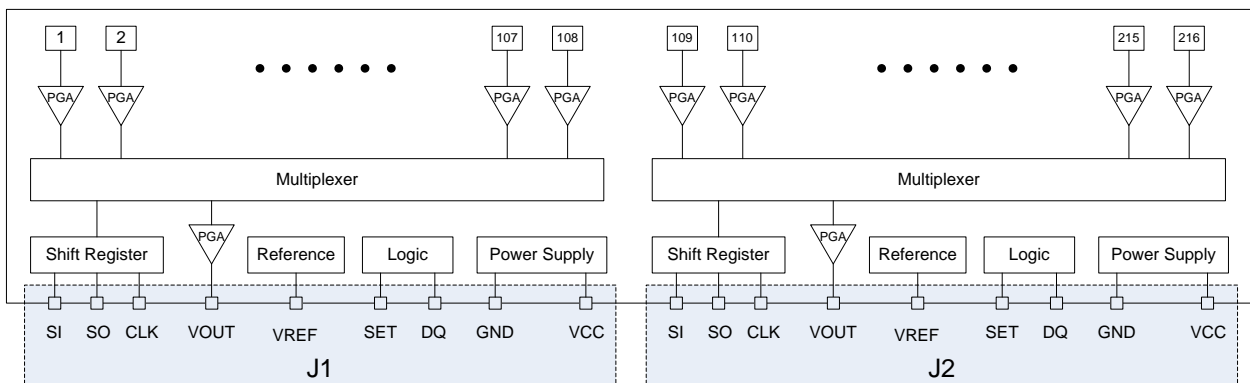 1 2 107 108 109 110 215 216
PGA PGA PGA PGA PGA PGA PGA PGA
Multiplexer Multiplexer
PGA PGA
Shift Register Reference Logic Power Supply Shift Register Reference Logic Power Supply
SI SO CLK VOUT VREF SET DQ GND VCC SI SO CLK VOUT VREF SET DQ GND VCC
J1 J2